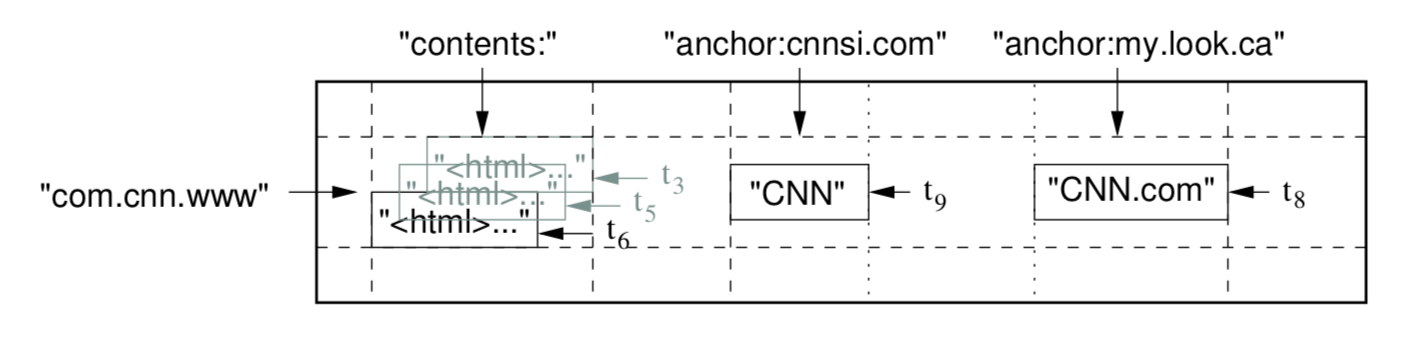 "contents:" "anchor:cnnsi.com" "anchor:my.look.ca"
"<html>..." t3
"com.cnn.www" "<html>..." t5 "CNN" t9 "CNN.com" t8
"<html>..." t6